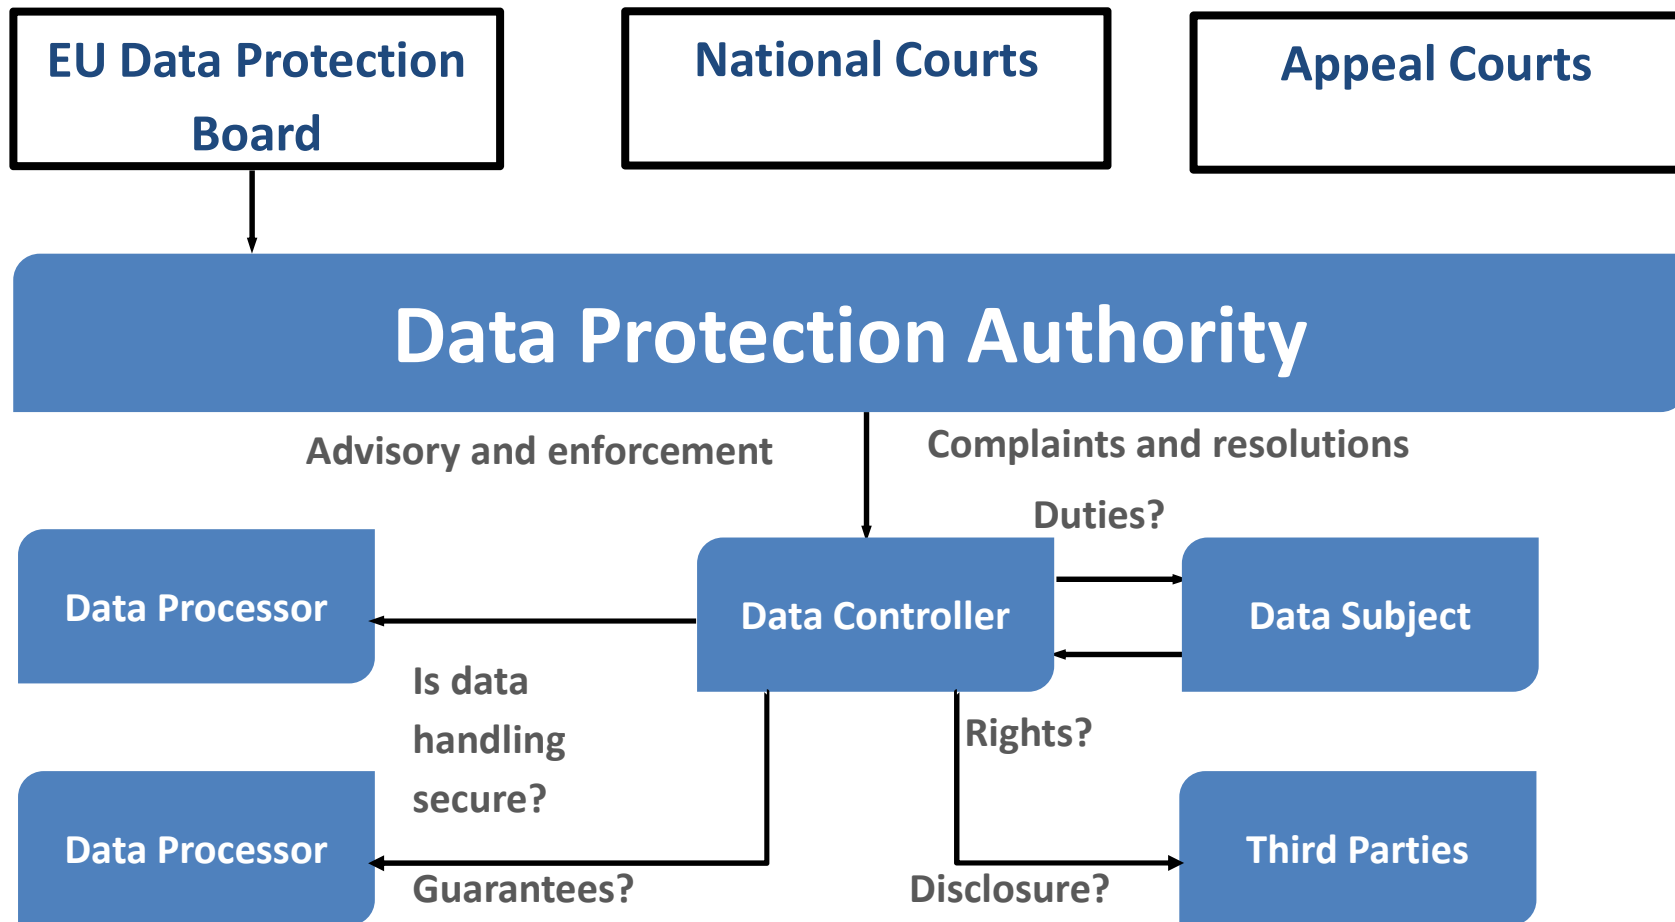 EU Data Protection
Board
National Courts
Appeal Courts
Data Protection Authority
Advisory and enforcement
Complaints and resolutions
Duties?
Data Processor
Data Controller
Data Subject
Is data
handling
secure?
Rights?
Data Processor
Third Parties
Guarantees?
Disclosure?